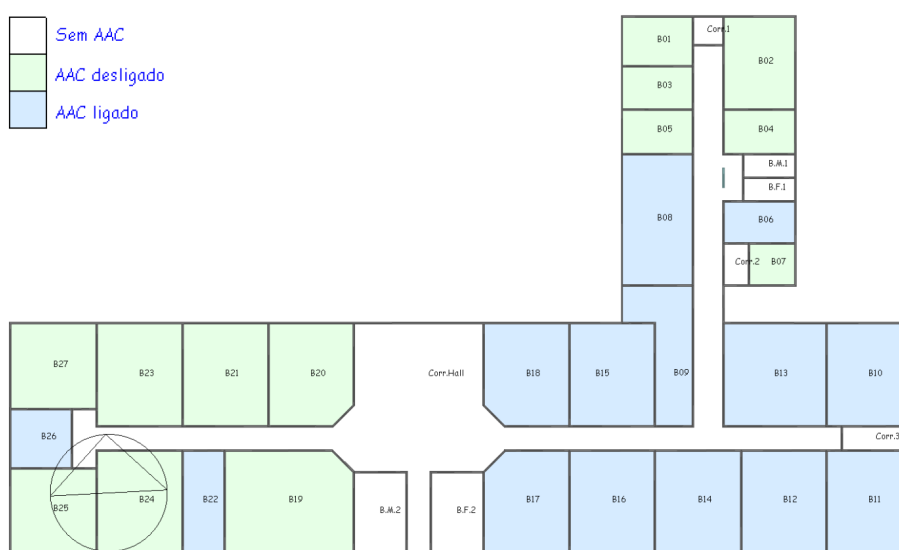 Sem AAC
AAC desligado
AAC ligado
B01
Corr.1
B02
B03
B05
B04
B.M.1
B.F.1
B08
B06
Corr.2
B07
B27
B23
B21
B20
Corr.Hall
B18
B15
B09
B13
B10
B26
Corr.3
B25
B24
B22
B19
B.M.2
B.F.2
B17
B16
B14
B12
B11